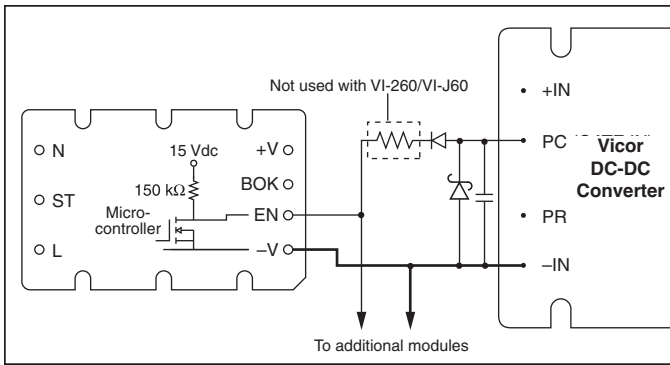 Not used with VI-260/VI-J60
N
ST
L
15 Vdc
150 kΩ
Micro-
controller
+V
BOK
EN
–V
+IN
PC
PR
–IN
Vicor
DC-DC
Converter
To additional modules